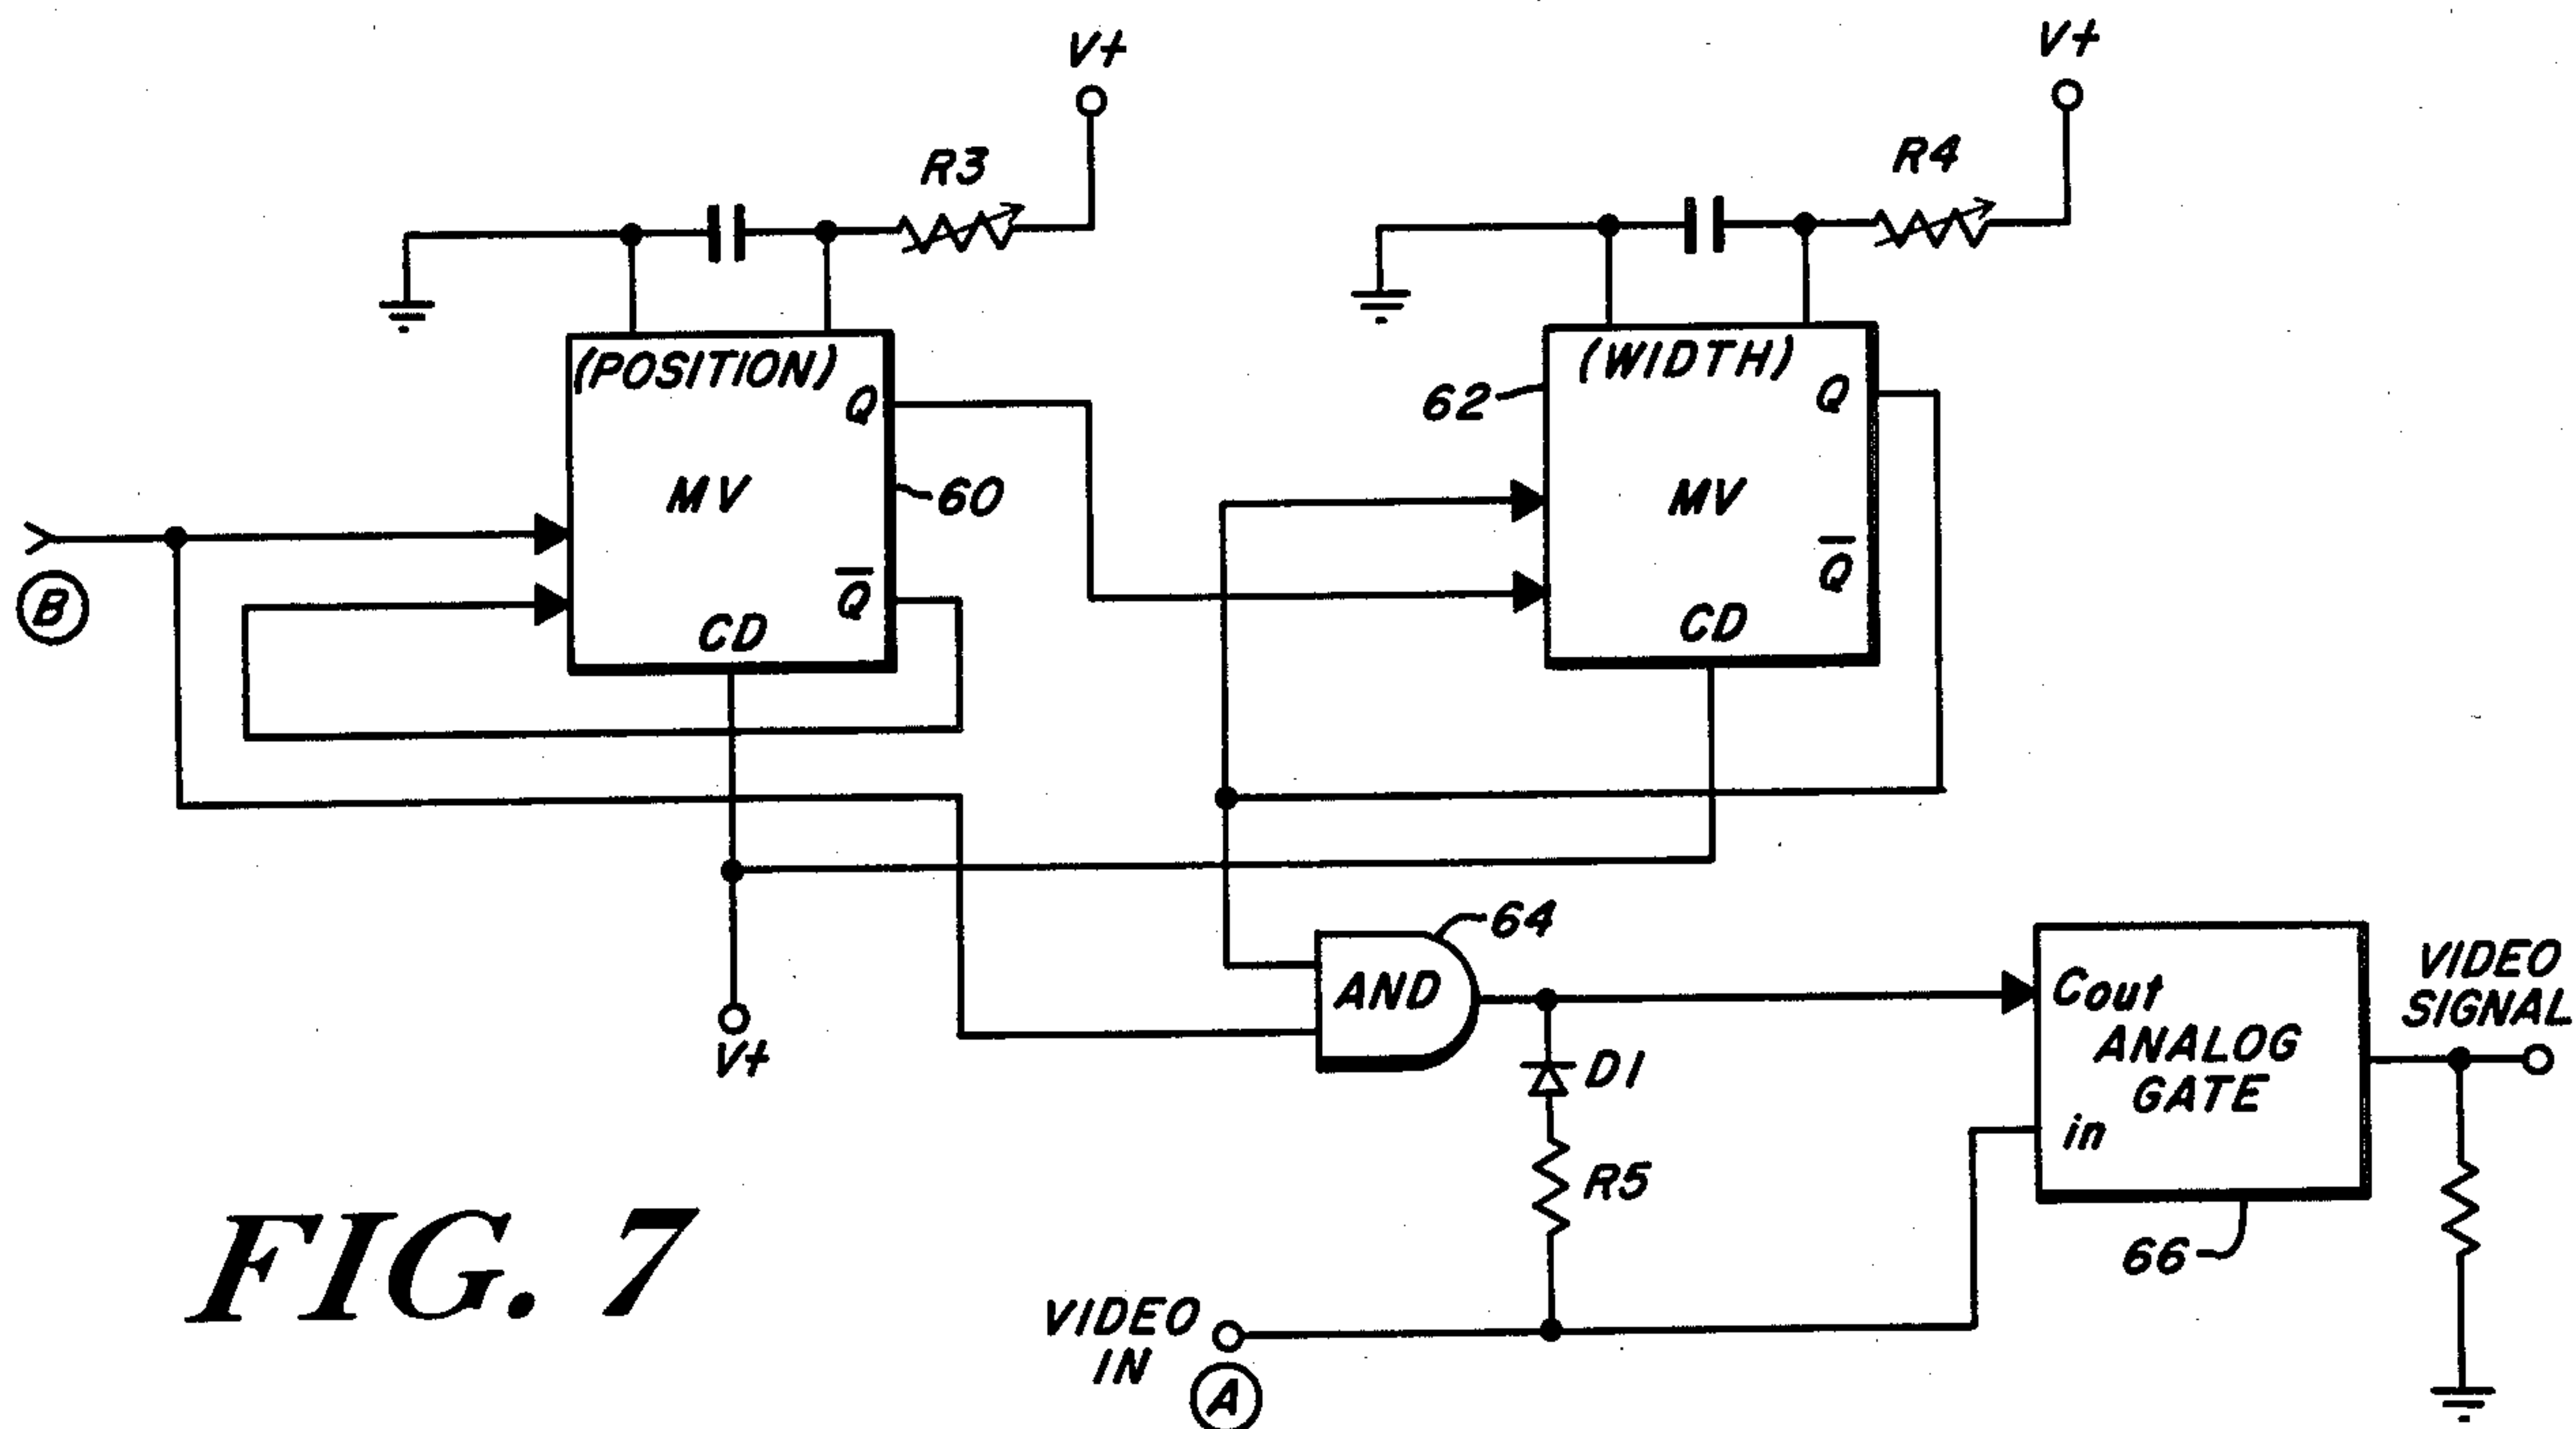 V+
V+
R3
R4
(POSITION)
Q
MV
60
Q̅
CD
(WIDTH)
62
Q
MV
Q̅
CD
B
V+
64
AND
D1
R5
Cout
ANALOG
GATE
in
66
VIDEO
SIGNAL
VIDEO
IN
A
FIG. 7